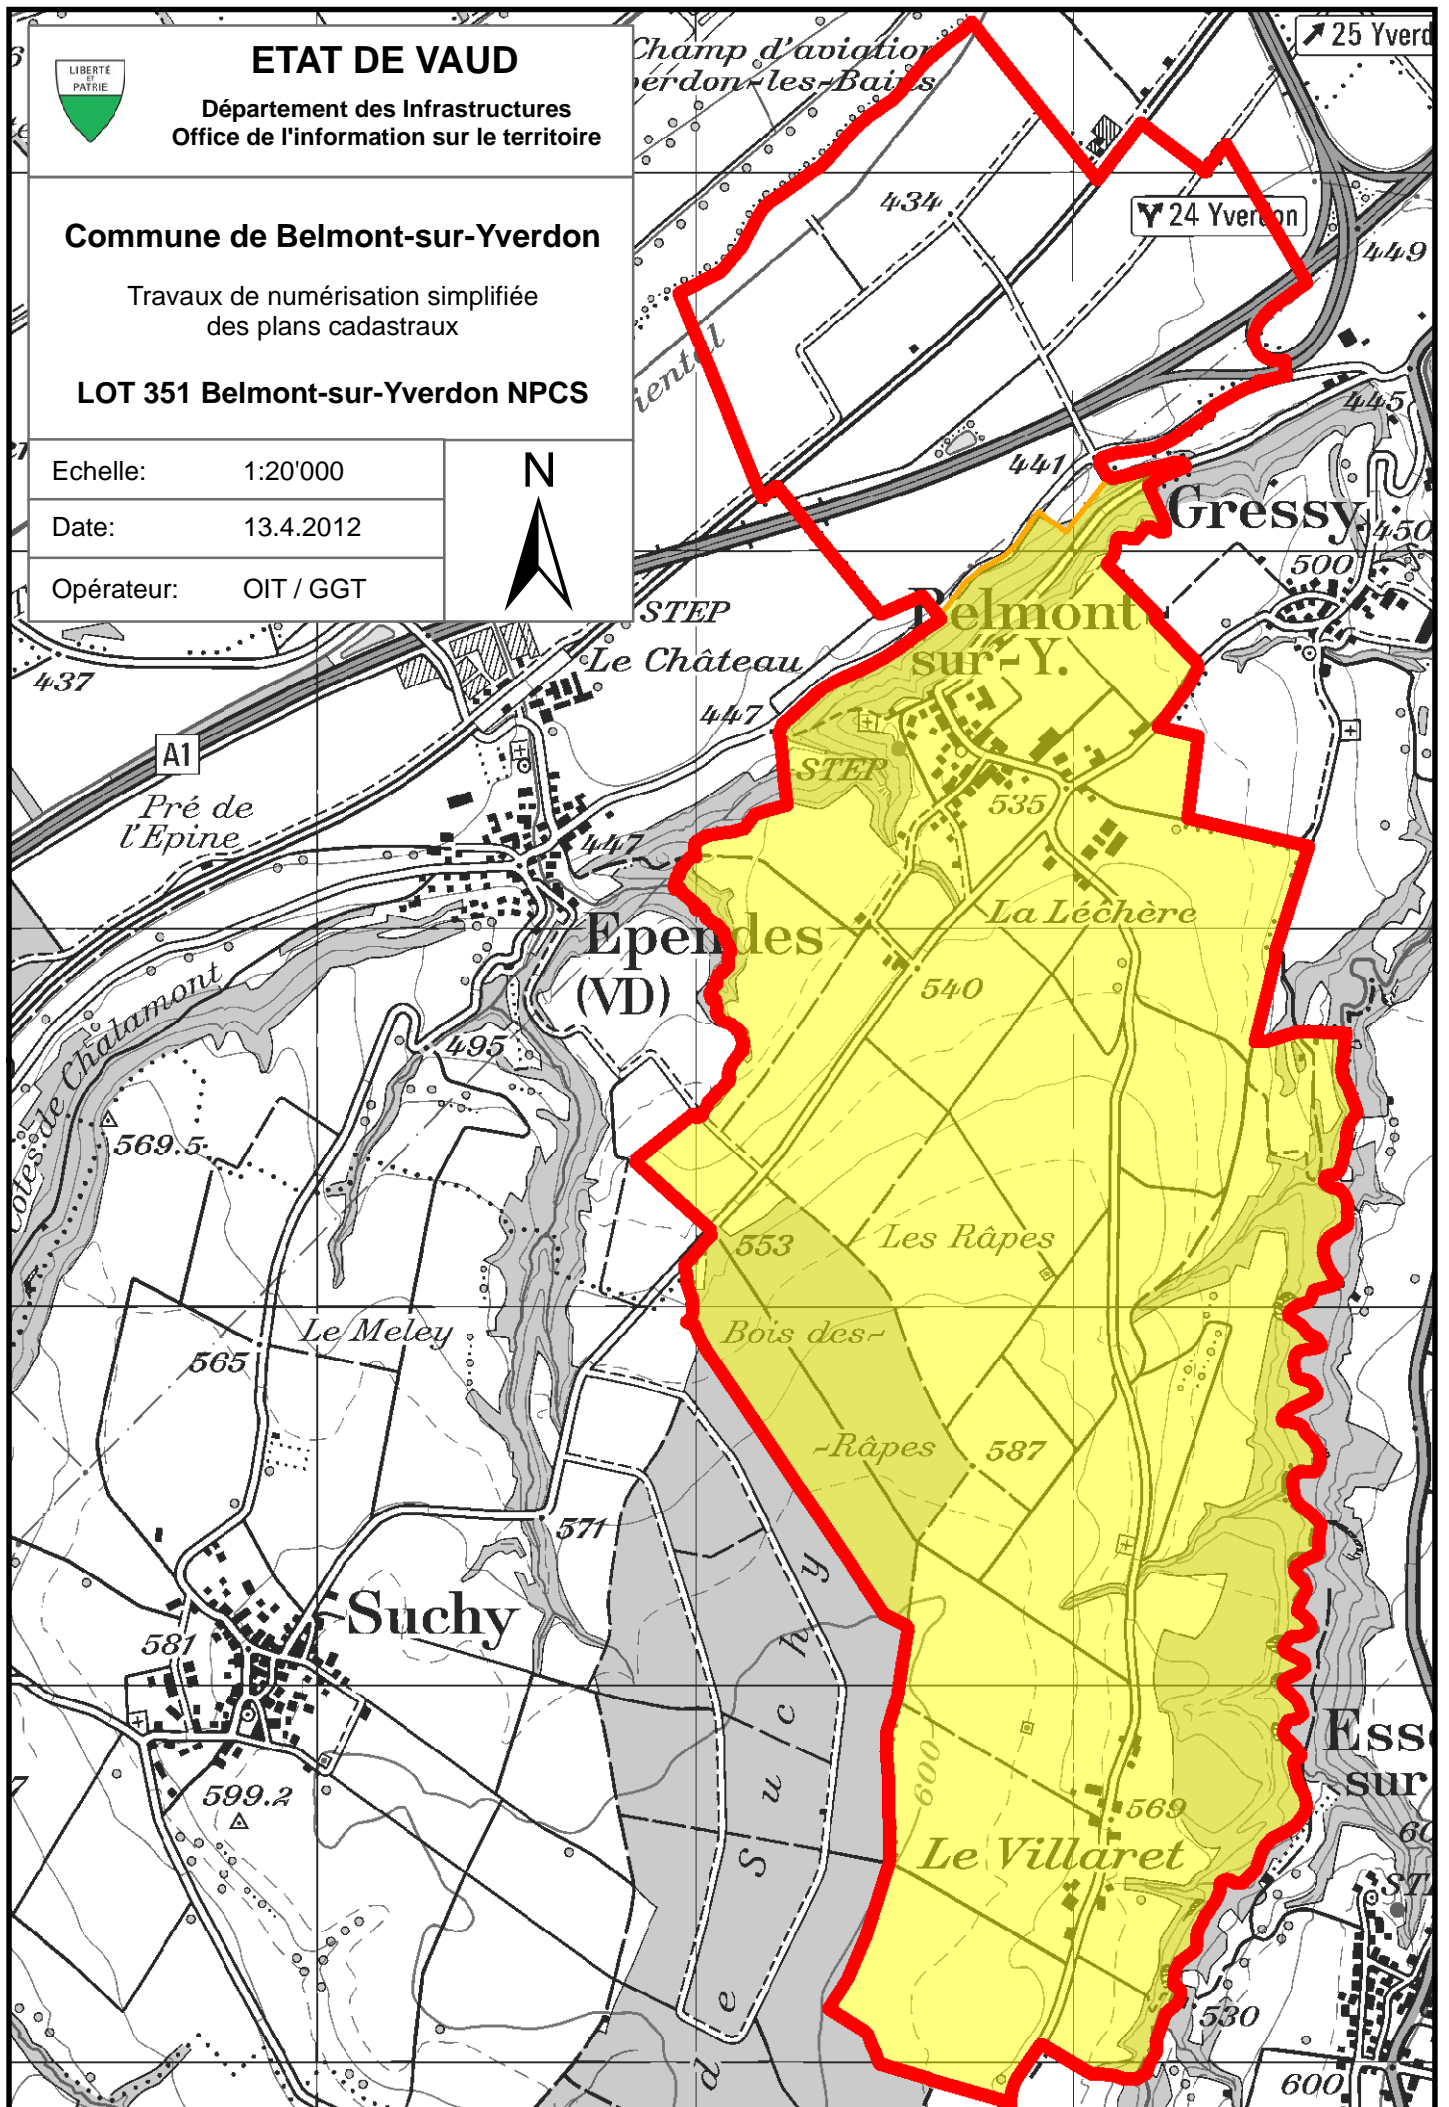 LIBERTÉ
ET
PATRIE
ETAT DE VAUD
Département des Infrastructures
Office de l'information sur le territoire
Commune de Belmont-sur-Yverdon
Travaux de numérisation simplifiée
des plans cadastraux
LOT 351 Belmont-sur-Yverdon NPCS
Echelle: 1:20'000
Date: 13.4.2012
Opérateur: OIT / GGT
N
Champ d'aviation
verdon-les-Bains
25 Yverd
434
24 Yverdon
449
iental
445
441
Gressy
450
500
STEP
Belmont-
sur-Y.
Le Château
437
447
A1
STEP
535
Pré de
l'Epine
447
La Léchère
Ependes
(VD)
540
Côtes de Chalamont
495
569.5
553
Les Râpes
Le Meley
Bois des-
565
-Râpes
587
571
Suchy
581
Ess
sur
599.2
600
569
Le Villaret
de Suchy
530
600